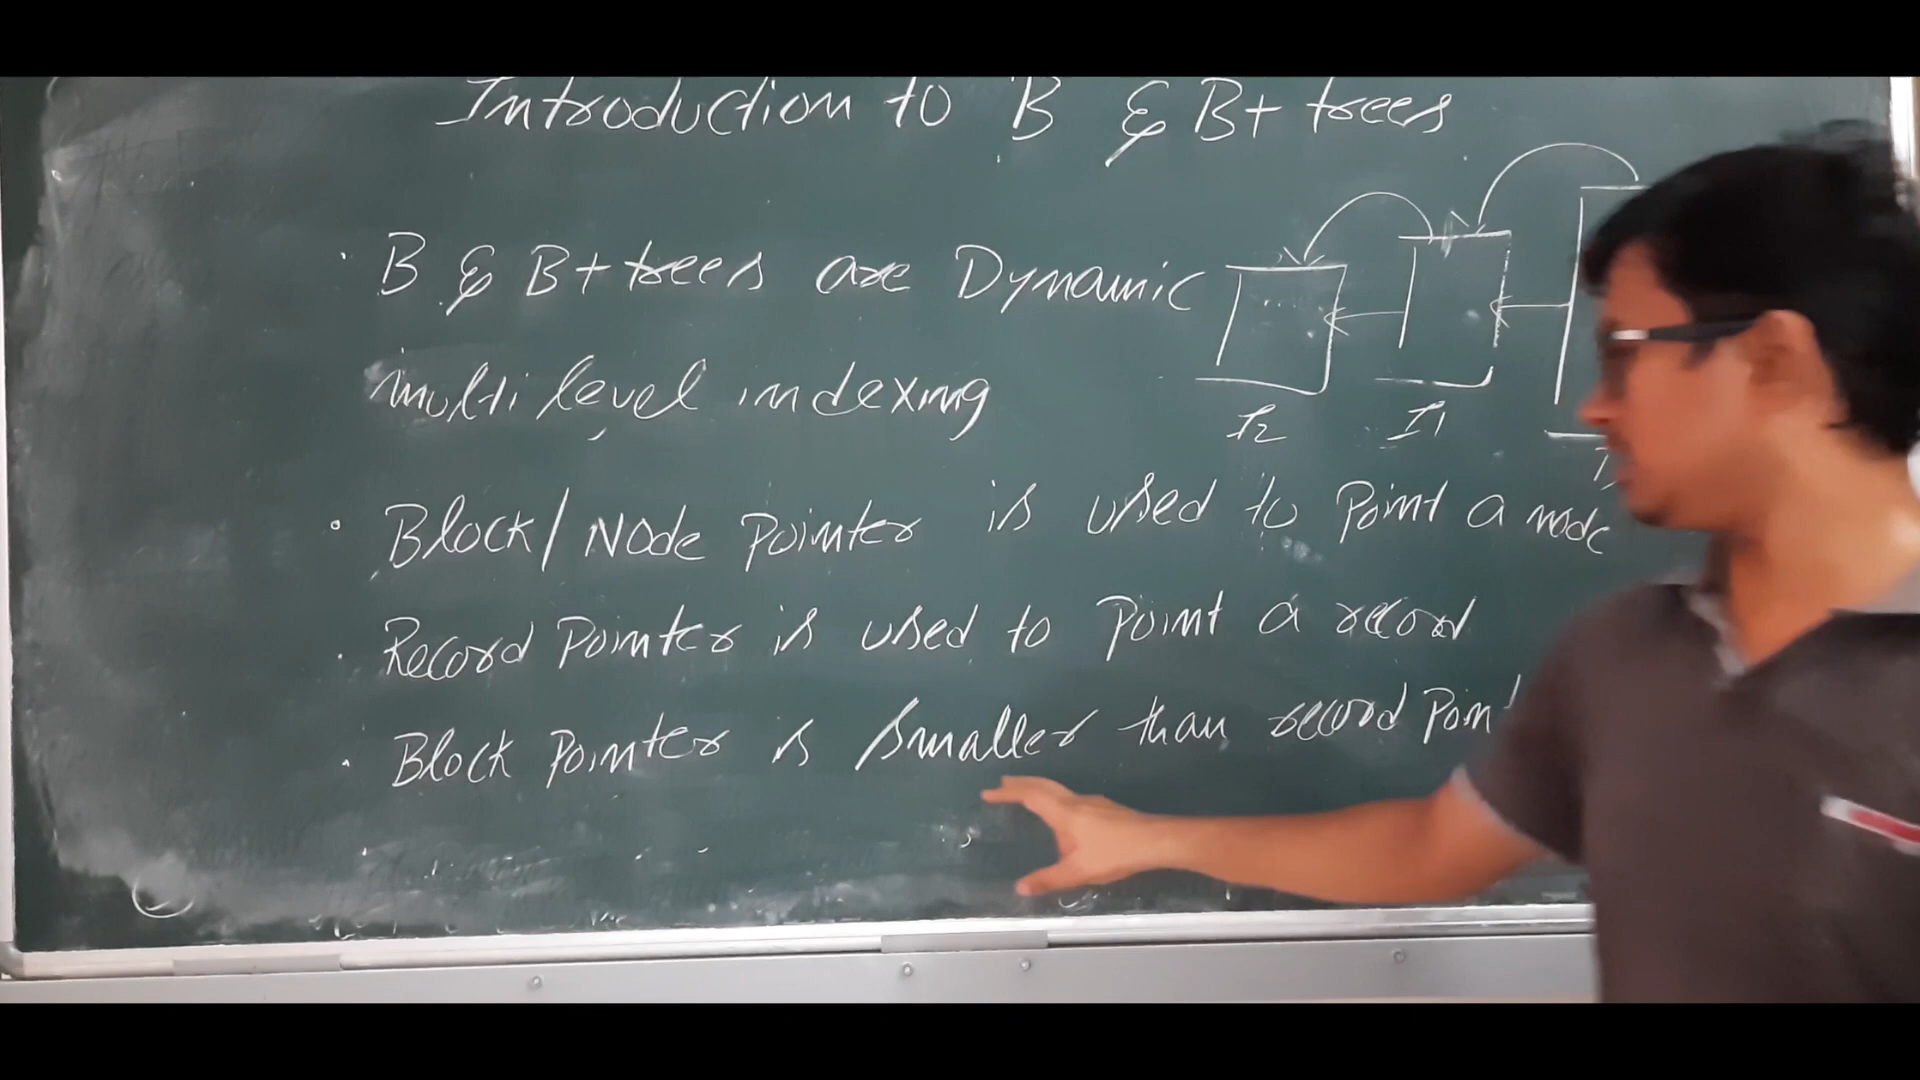 Introduction to B & B+ trees
B & B+ trees are Dynamic
multi level indexing
I2 I1
Block/Node Pointer is used to Point a node
Record Pointer is used to Point a record
Block Pointer is smaller than record Point